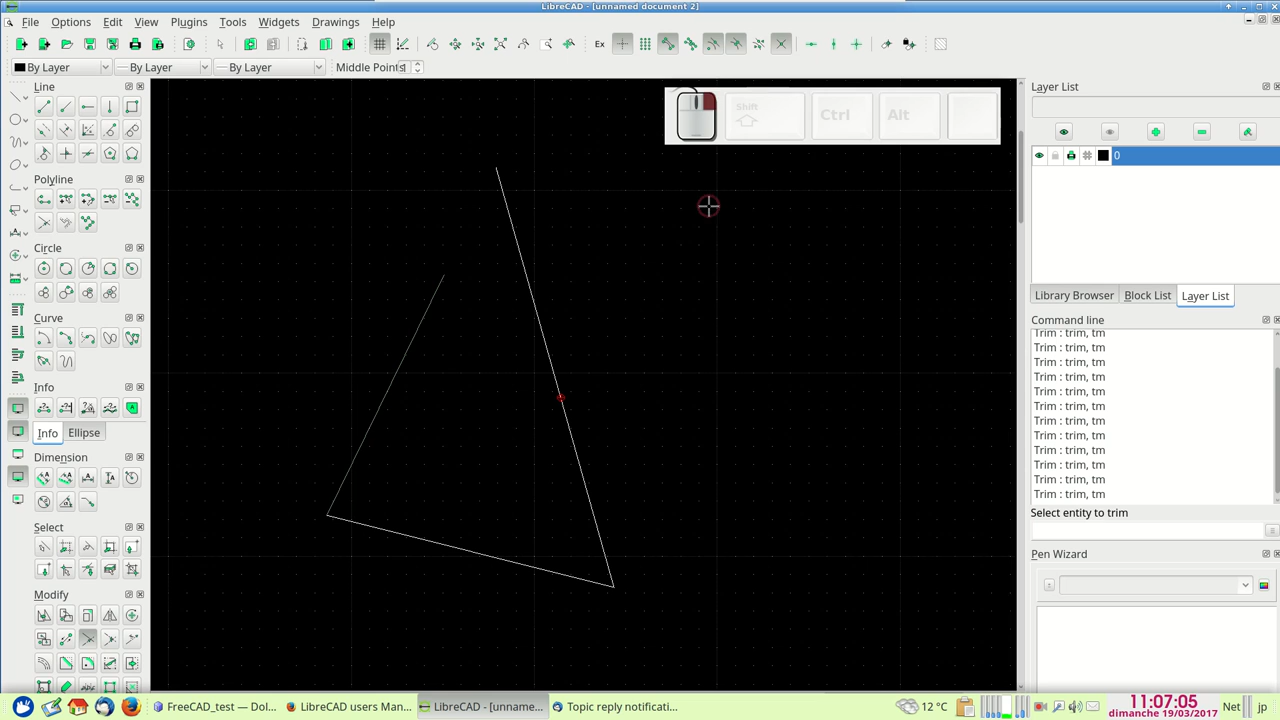 LibreCAD - [unnamed document 2]
File Options Edit View Plugins Tools Widgets Drawings Help
Ex
By Layer By Layer By Layer Middle Points
Line
Polyline
Circle
Curve
Info
Info Ellipse
Dimension
Select
Modify
Shift Ctrl Alt
Layer List
0
Library Browser Block List Layer List
Command line
Trim : trim, tm
Trim : trim, tm
Trim : trim, tm
Trim : trim, tm
Trim : trim, tm
Trim : trim, tm
Trim : trim, tm
Trim : trim, tm
Trim : trim, tm
Trim : trim, tm
Trim : trim, tm
Trim : trim, tm
Select entity to trim
Pen Wizard
FreeCAD_test — Dol... LibreCAD users Man... LibreCAD - [unname... Topic reply notificati...
12 °C
11:07:05
dimanche 19/03/2017
Net
jp